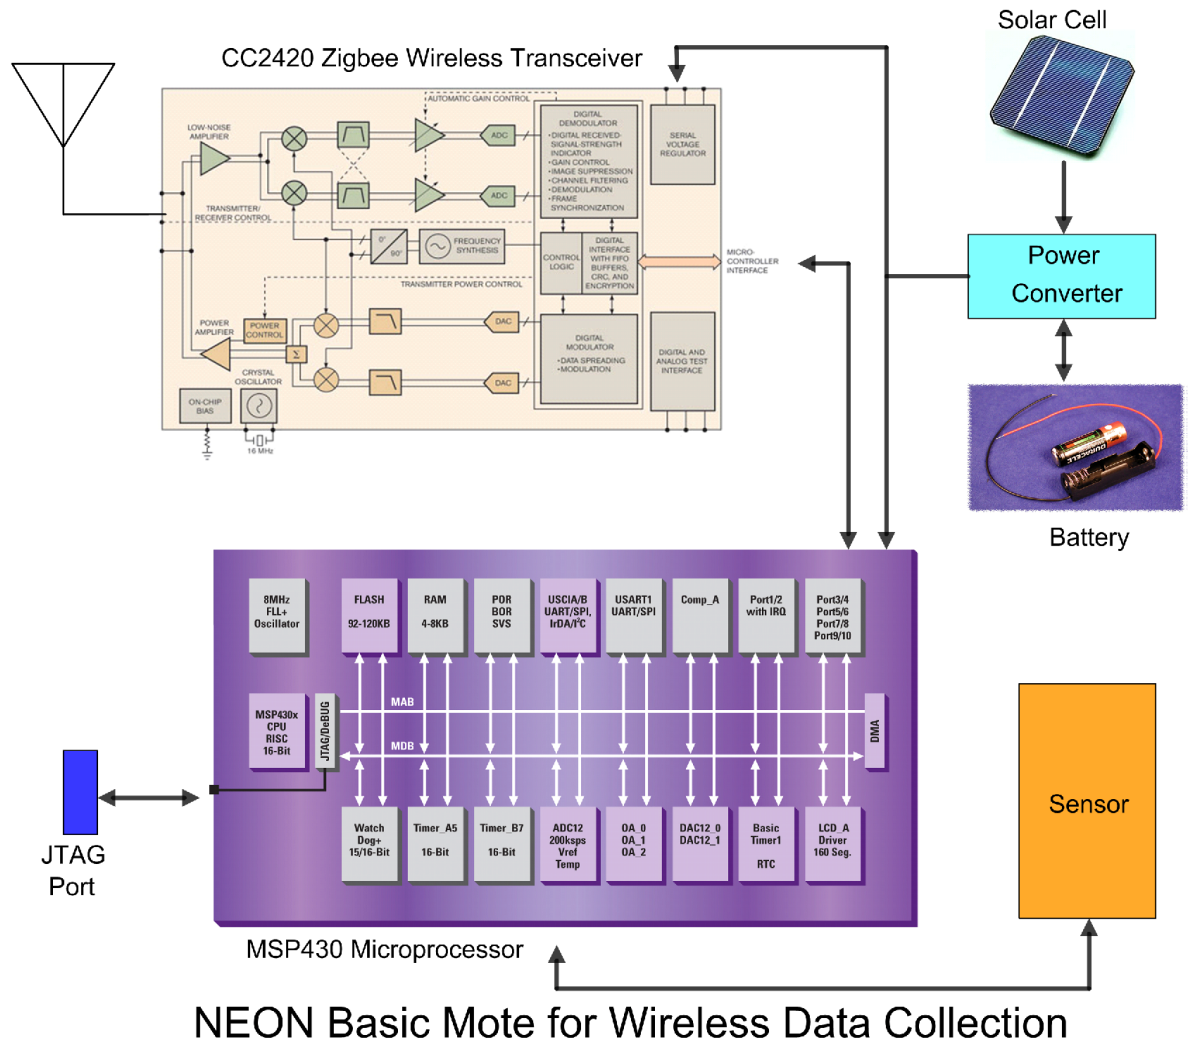 Solar Cell
CC2420 Zigbee Wireless Transceiver
AUTOMATIC GAIN CONTROL
LOW-NOISE
AMPLIFIER
ADC
ADC
DIGITAL
DEMODULATOR
•DIGITAL RECEIVED-
SIGNAL-STRENGTH
INDICATOR
•GAIN CONTROL
•IMAGE SUPPRESSION
•CHANNEL FILTERING
•DEMODULATION
•FRAME
SYNCHRONIZATION
SERIAL
VOLTAGE
REGULATOR
TRANSMITTER/
RECEIVER CONTROL
0°
90°
FREQUENCY
SYNTHESIS
CONTROL
LOGIC
DIGITAL
INTERFACE
WITH FIFO
BUFFERS,
CRC, AND
ENCRYPTION
MICRO-
CONTROLLER
INTERFACE
Power
Converter
TRANSMITTER POWER CONTROL
POWER
AMPLIFIER
POWER
CONTROL
Σ
DAC
DAC
DIGITAL
MODULATOR
•DATA SPREADING
•MODULATION
DIGITAL AND
ANALOG TEST
INTERFACE
ON-CHIP
BIAS
CRYSTAL
OSCILLATOR
16 MHz
DURACELL
Battery
8MHz
FLL+
Oscillator
FLASH
92-120KB
RAM
4-8KB
POR
BOR
SVS
USCIA/B
UART/SPI,
IrDA/I²C
USART1
UART/SPI
Comp_A
Port1/2
with IRQ
Port3/4
Port5/6
Port7/8
Port9/10
MSP430x
CPU
RISC
16-Bit
JTAG/DeBUG
MAB
MDB
DMA
Watch
Dog+
15/16-Bit
Timer_A5
16-Bit
Timer_B7
16-Bit
ADC12
200ksps
Vref
Temp
OA_0
OA_1
OA_2
DAC12_0
DAC12_1
Basic
Timer1
RTC
LCD_A
Driver
160 Seg.
JTAG
Port
Sensor
MSP430 Microprocessor
NEON Basic Mote for Wireless Data Collection